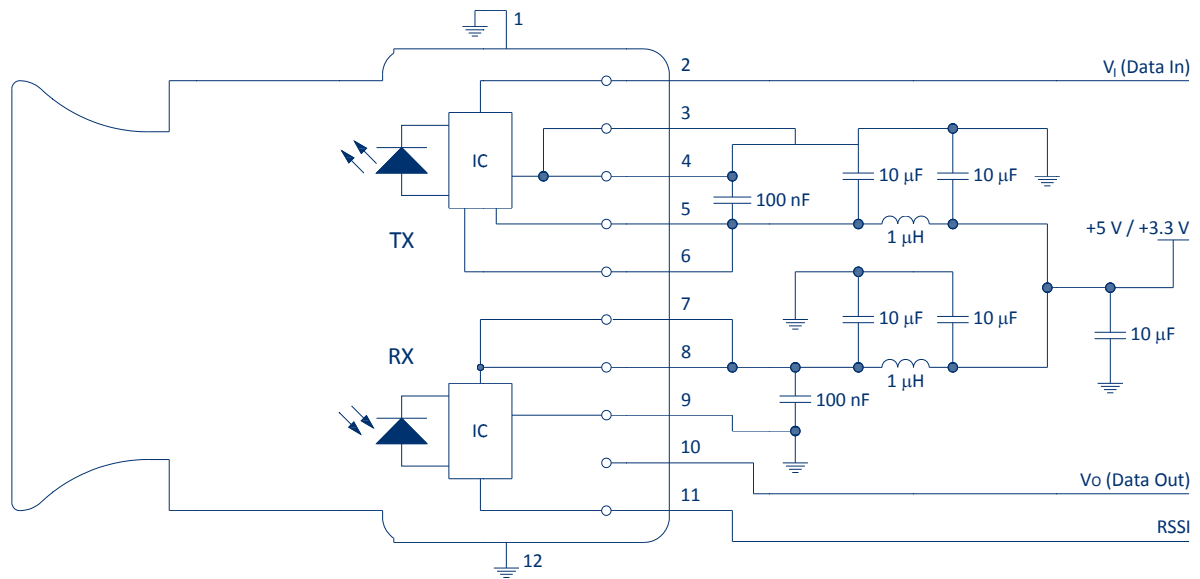 1
2
V_I (Data In)
3
IC
4
10 μF
10 μF
100 nF
5
TX
1 μH
+5 V / +3.3 V
6
7
10 μF
10 μF
10 μF
RX
8
1 μH
9
100 nF
IC
10
VO (Data Out)
11
RSSI
12